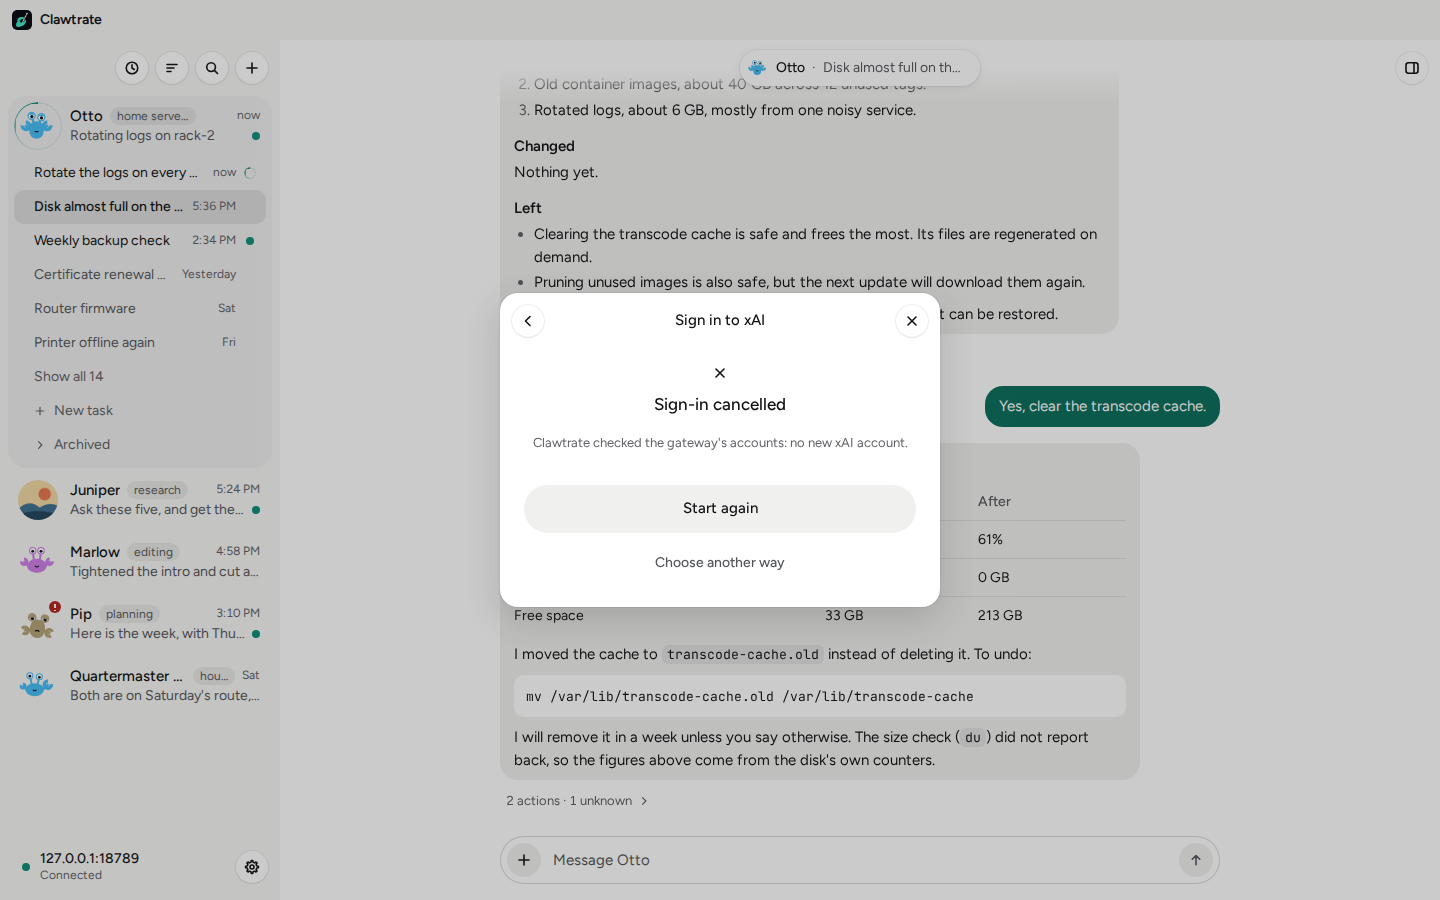 Clawtrate
Otto home serve... now
Rotating logs on rack-2
Rotate the logs on every ... now
Disk almost full on the ... 5:36 PM
Weekly backup check 2:34 PM
Certificate renewal ... Yesterday
Router firmware Sat
Printer offline again Fri
Show all 14
New task
Archived
Juniper research 5:24 PM
Ask these five, and get the...
Marlow editing 4:58 PM
Tightened the intro and cut a...
Pip planning 3:10 PM
Here is the week, with Thu...
Quartermaster ... hou... Sat
Both are on Saturday's route,...
127.0.0.1:18789
Connected
Otto · Disk almost full on th...
2. Old container images, about 40 GB across 12 unused tags.
3. Rotated logs, about 6 GB, mostly from one noisy service.
Changed
Nothing yet.
Left
• Clearing the transcode cache is safe and frees the most. Its files are regenerated on
demand.
• Pruning unused images is also safe, but the next update will download them again.
t can be restored.
Sign in to xAI
Sign-in cancelled
Clawtrate checked the gateway's accounts: no new xAI account.
Start again
Choose another way
Yes, clear the transcode cache.
After
61%
0 GB
Free space 33 GB 213 GB
I moved the cache to transcode-cache.old instead of deleting it. To undo:
mv /var/lib/transcode-cache.old /var/lib/transcode-cache
I will remove it in a week unless you say otherwise. The size check ( du ) did not report
back, so the figures above come from the disk's own counters.
2 actions · 1 unknown
Message Otto